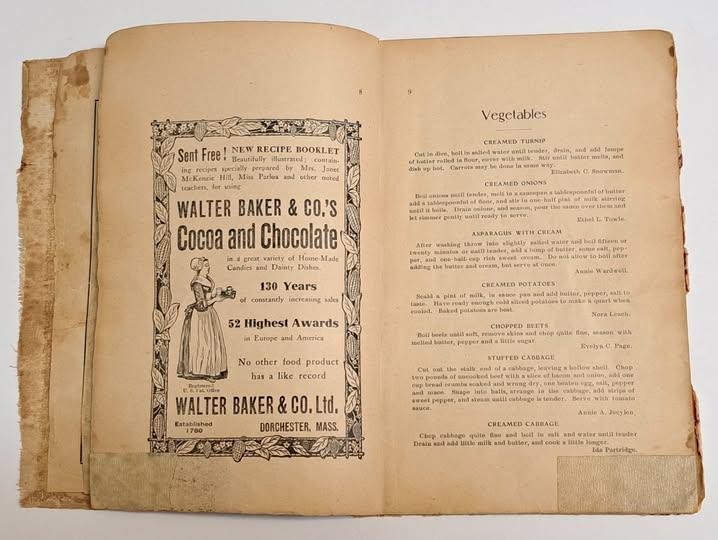 8
Sent Free! NEW RECIPE BOOKLET
Beautifully illustrated; contain-
ing recipes specially prepared by Mrs. Janet
McKenzie Hill, Miss Parloa and other noted
teachers, for using
WALTER BAKER & CO.'S
Cocoa and Chocolate
in a great variety of Home-Made
Candies and Dainty Dishes.
130 Years
of constantly increasing sales
52 Highest Awards
in Europe and America
No other food product
has a like record
Registered
U. S. Pat. Office
WALTER BAKER & CO. Ltd.
Established
1780
DORCHESTER, MASS.
9
Vegetables
CREAMED TURNIP
Cut in dice, boil in salted water until tender, drain, and add lumps
of butter rolled in flour, cover with milk. Stir until butter melts, and
dish up hot. Carrots may be done in same way.
Elizabeth C. Snowman.
CREAMED ONIONS
Boil onions until tender, melt in a saucepan a tablespoonful of butter
add a tablespoonful of flour, and stir in one-half pint of milk stirring
until it boils. Drain onions, and season, pour the sauce over them and
let simmer gently until ready to serve.
Ethel L. Towle.
ASPARAGUS WITH CREAM
After washing throw into slightly salted water and boil fifteen or
twenty minutes or until tender, add a lump of butter, some salt, pep-
per, and one-half-cup rich sweet cream. Do not allow to boil after
adding the butter and cream, but serve at once.
Annie Wardwell.
CREAMED POTATOES
Scald a pint of milk, in sauce pan and add butter, pepper, salt to
taste. Have ready enough cold sliced potatoes to make a quart when
cooled. Baked potatoes are best.
Nora Leach.
CHOPPED BEETS
Boil beets until soft, remove skins and chop quite fine, season with
melted butter, pepper and a little sugar.
Evelyn C. Page.
STUFFED CABBAGE
Cut out the stalk end of a cabbage, leaving a hollow shell. Chop
two pounds of uncooked beef with a slice of bacon and onion, add one
cup bread crumbs soaked and wrung dry, one beaten egg, salt, pepper
and mace. Shape into balls, arrange in the cabbage, add strips of
sweet pepper, and steam until cabbage is tender. Serve with tomato
sauce.
Annie A. Joyclen.
CREAMED CABBAGE
Chop cabbage quite fine and boil in salt and water until tender
Drain and add little milk and butter, and cook a little longer.
Ida Partridge.